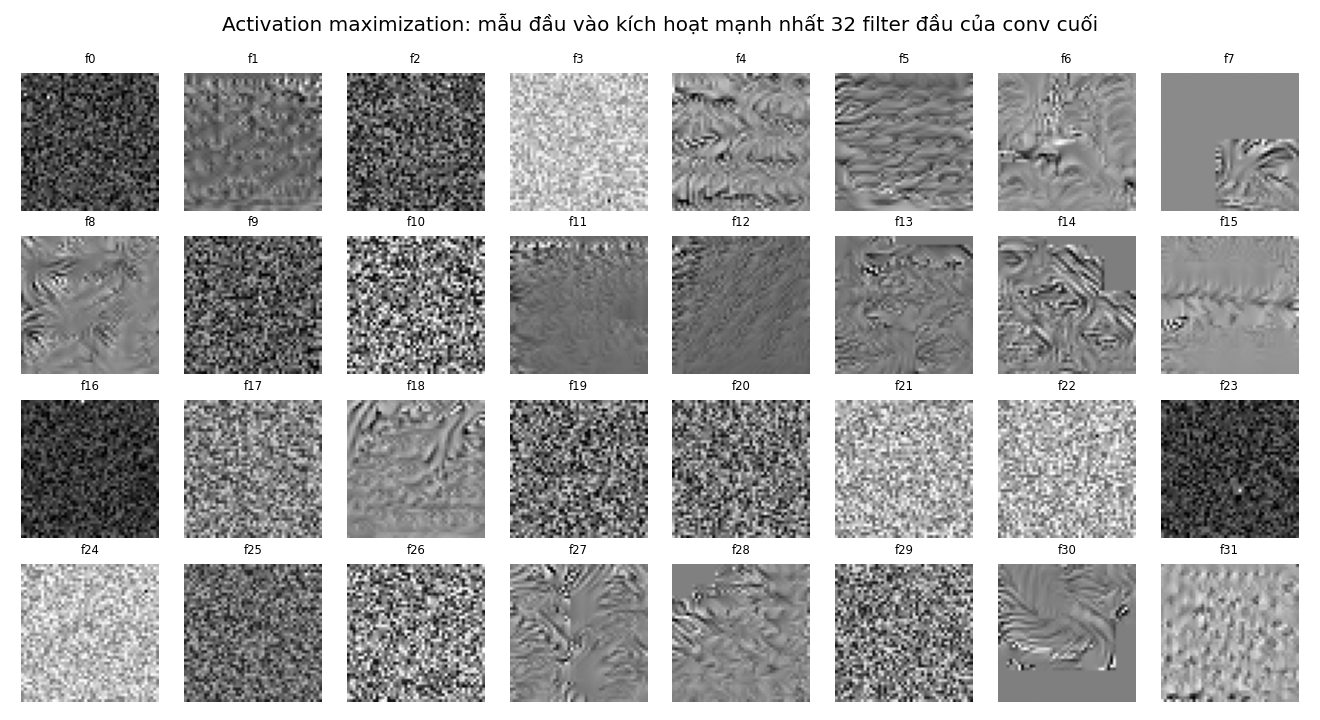 Activation maximization: mẫu đầu vào kích hoạt mạnh nhất 32 filter đầu của conv cuối
f0 f1 f2 f3 f4 f5 f6 f7
f8 f9 f10 f11 f12 f13 f14 f15
f16 f17 f18 f19 f20 f21 f22 f23
f24 f25 f26 f27 f28 f29 f30 f31